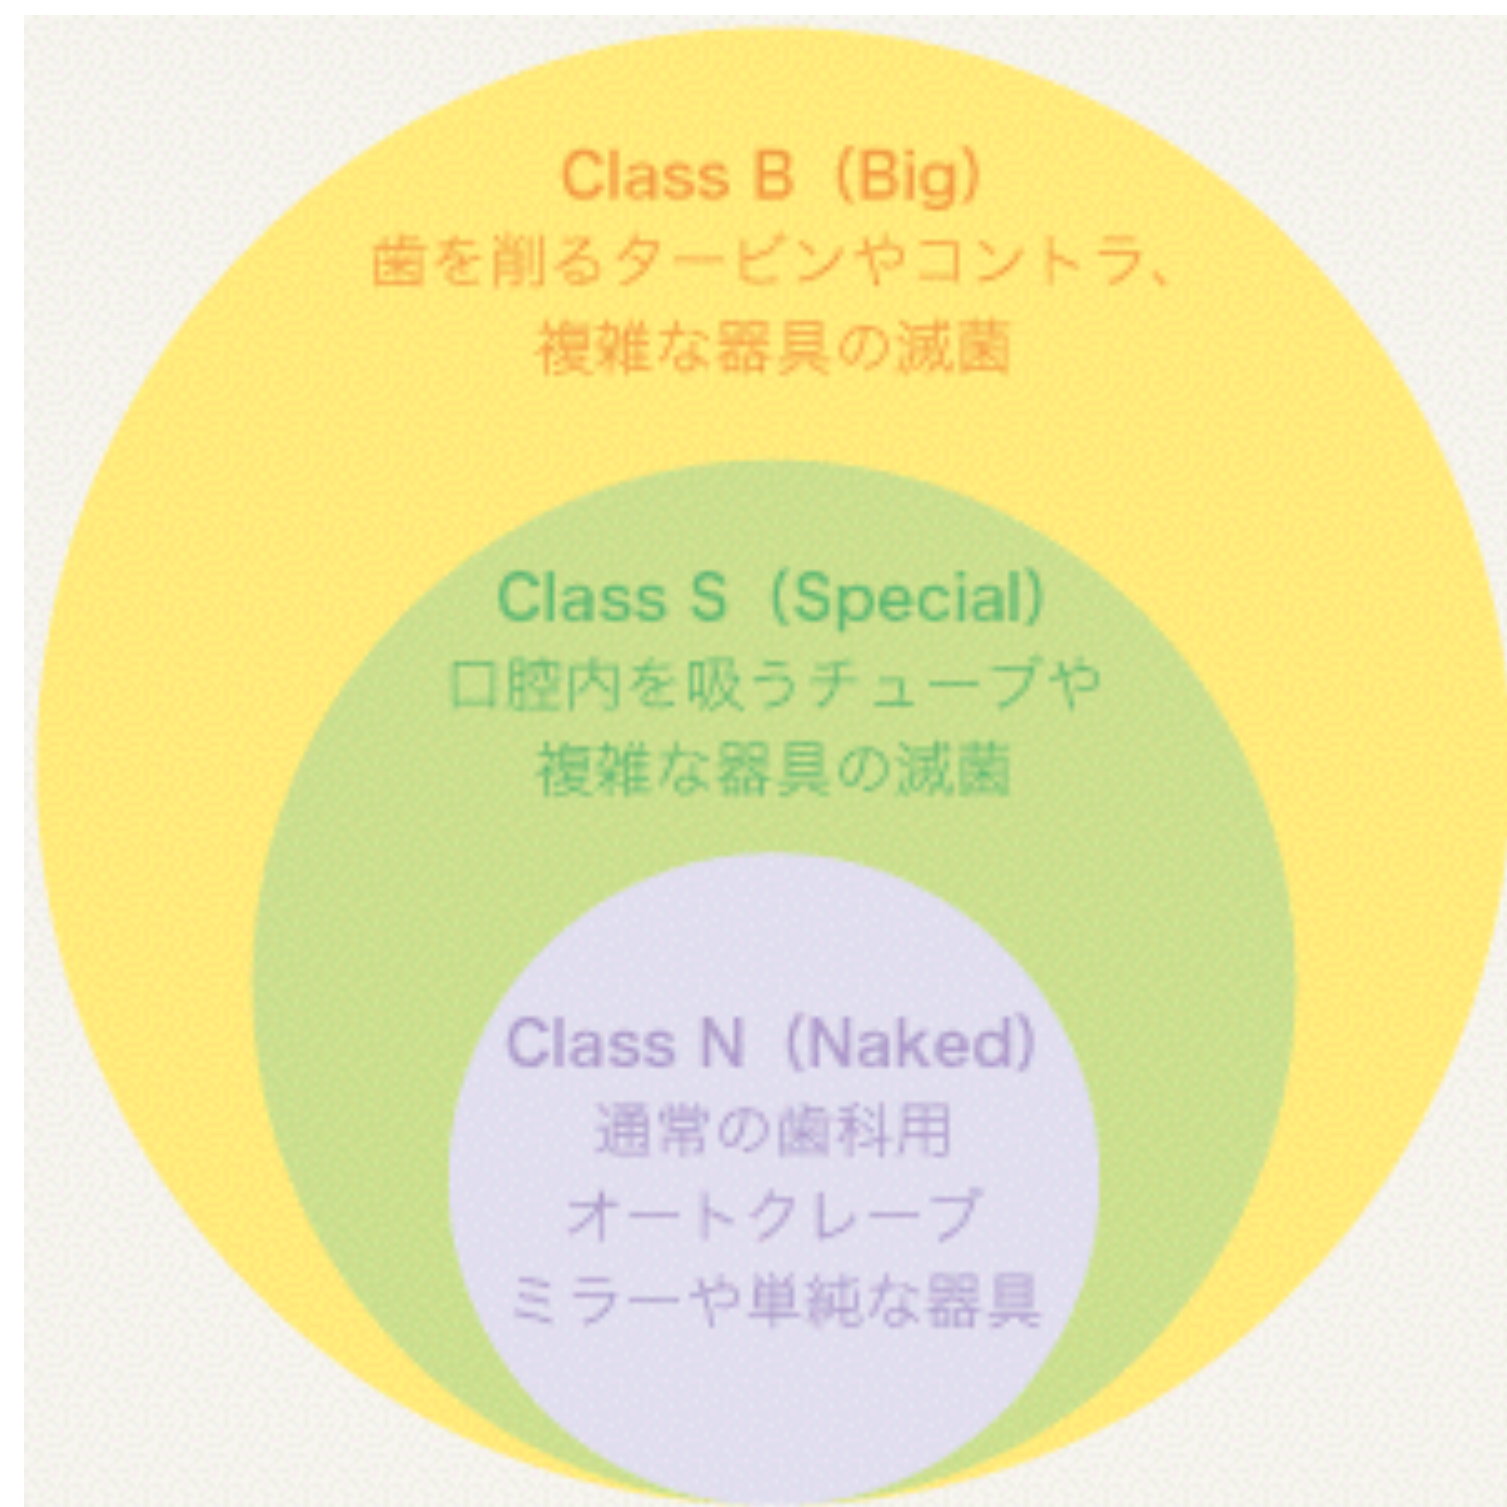 Class B（Big）
歯を削るタービンやコントラ、
複雑な器具の滅菌
Class S（Special）
口腔内を吸うチューブや
複雑な器具の滅菌
Class N（Naked）
通常の歯科用
オートクレーブ
ミラーや単純な器具